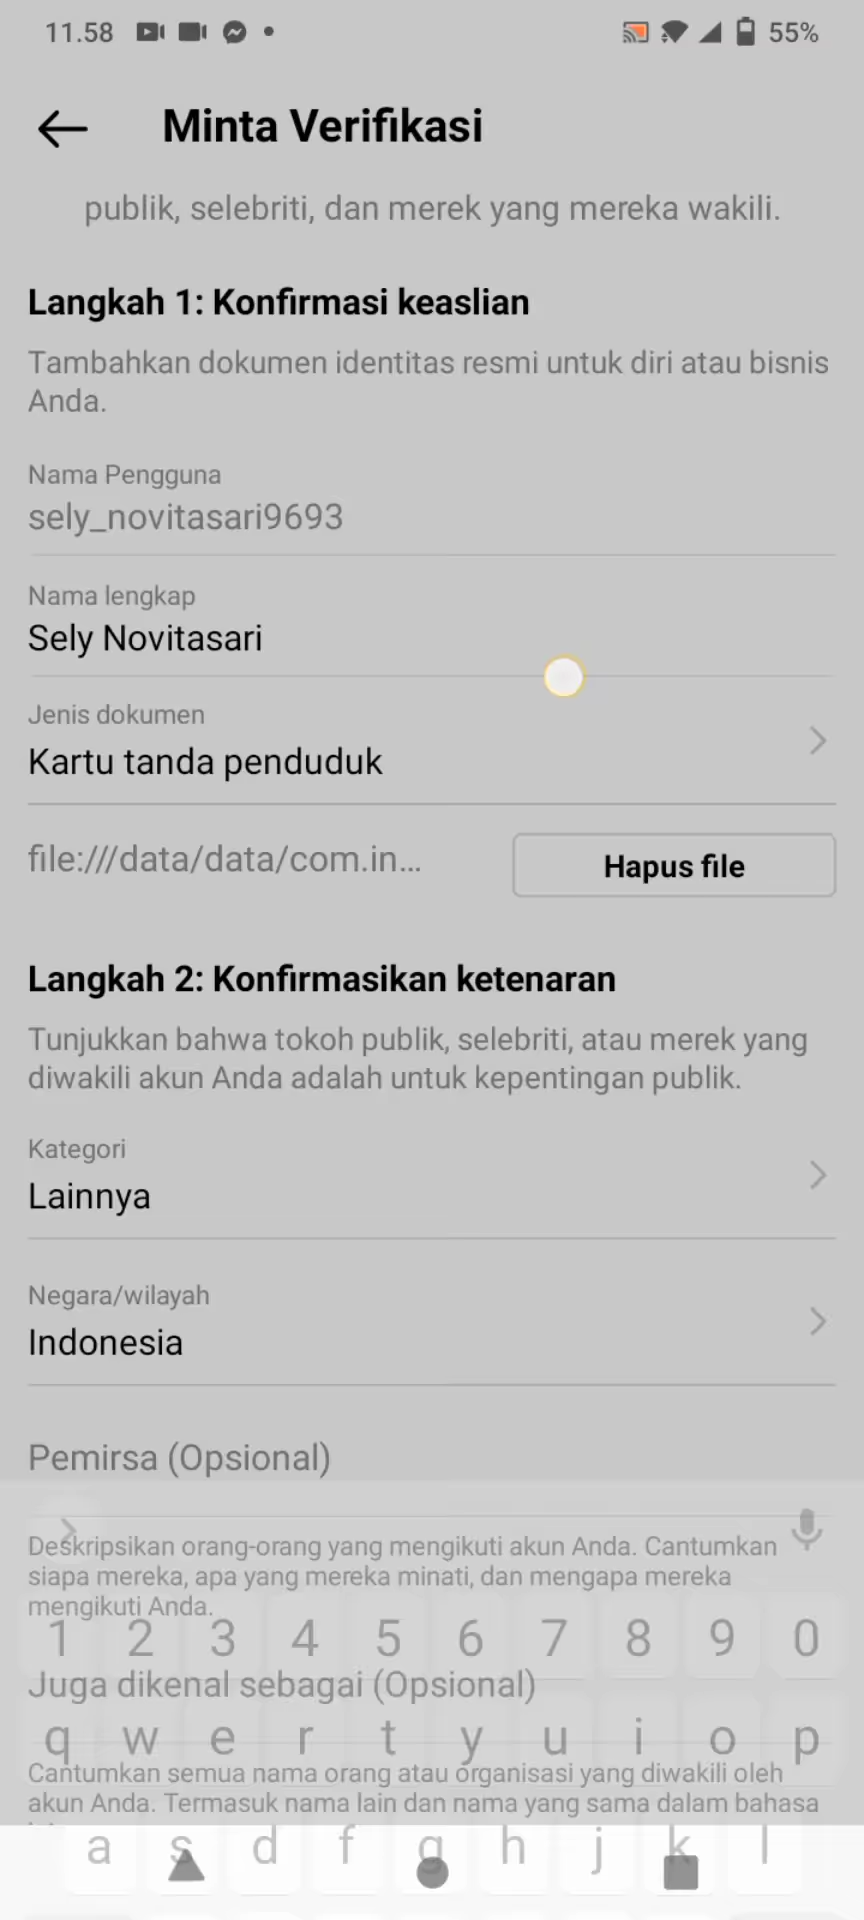 11.58
55%
Minta Verifikasi
publik, selebriti, dan merek yang mereka wakili.
Langkah 1: Konfirmasi keaslian
Tambahkan dokumen identitas resmi untuk diri atau bisnis
Anda.
Nama Pengguna
sely_novitasari9693
Nama lengkap
Sely Novitasari
Jenis dokumen
Kartu tanda penduduk
file:///data/data/com.in...
Hapus file
Langkah 2: Konfirmasikan ketenaran
Tunjukkan bahwa tokoh publik, selebriti, atau merek yang
diwakili akun Anda adalah untuk kepentingan publik.
Kategori
Lainnya
Negara/wilayah
Indonesia
Pemirsa (Opsional)
Deskripsikan orang-orang yang mengikuti akun Anda. Cantumkan
siapa mereka, apa yang mereka minati, dan mengapa mereka
mengikuti Anda.
1 2 3 4 5 6 7 8 9 0
Juga dikenal sebagai (Opsional)
q w e r t y u i o p
Cantumkan semua nama orang atau organisasi yang diwakili oleh
akun Anda. Termasuk nama lain dan nama yang sama dalam bahasa
a s d f g h j k l